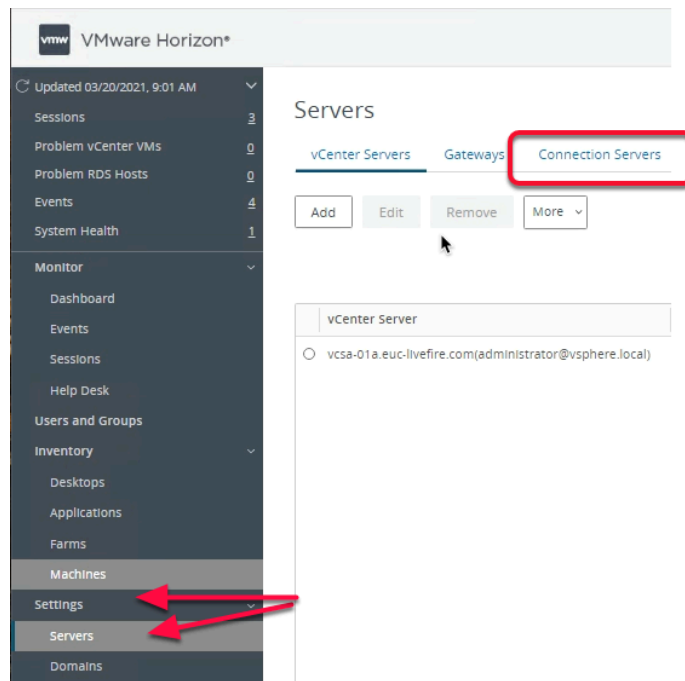 vmw VMware Horizon®
Updated 03/20/2021, 9:01 AM
Sessions 3
Problem vCenter VMs 0
Problem RDS Hosts 0
Events 4
System Health 1
Monitor
Dashboard
Events
Sessions
Help Desk
Users and Groups
Inventory
Desktops
Applications
Farms
Machines
Settings
Servers
Domains
Servers
vCenter Servers Gateways Connection Servers
Add Edit Remove More
vCenter Server
vcsa-01a.euc-livefire.com(administrator@vsphere.local)